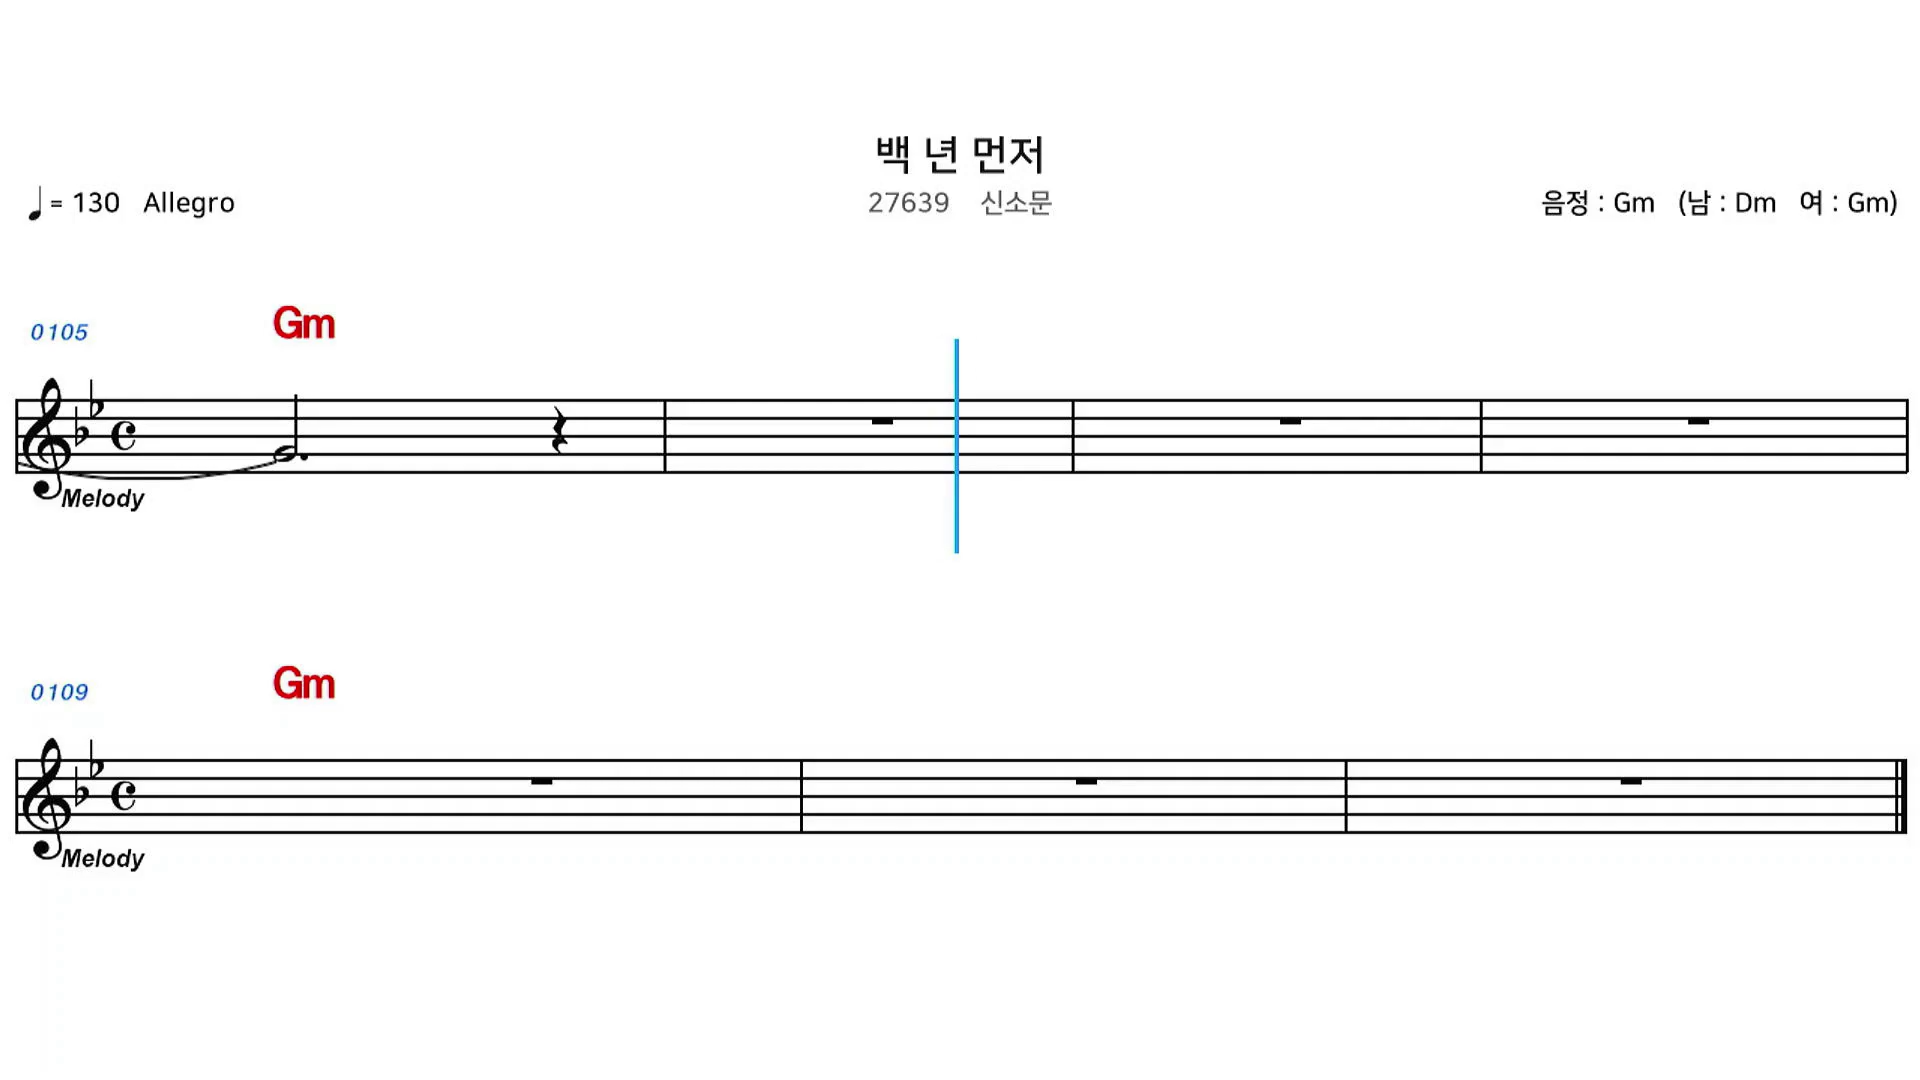 백 년 먼저
= 130 Allegro
27639 신소문
음정 : Gm (남 : Dm 여 : Gm)
0105 Gm
Melody
0109 Gm
Melody